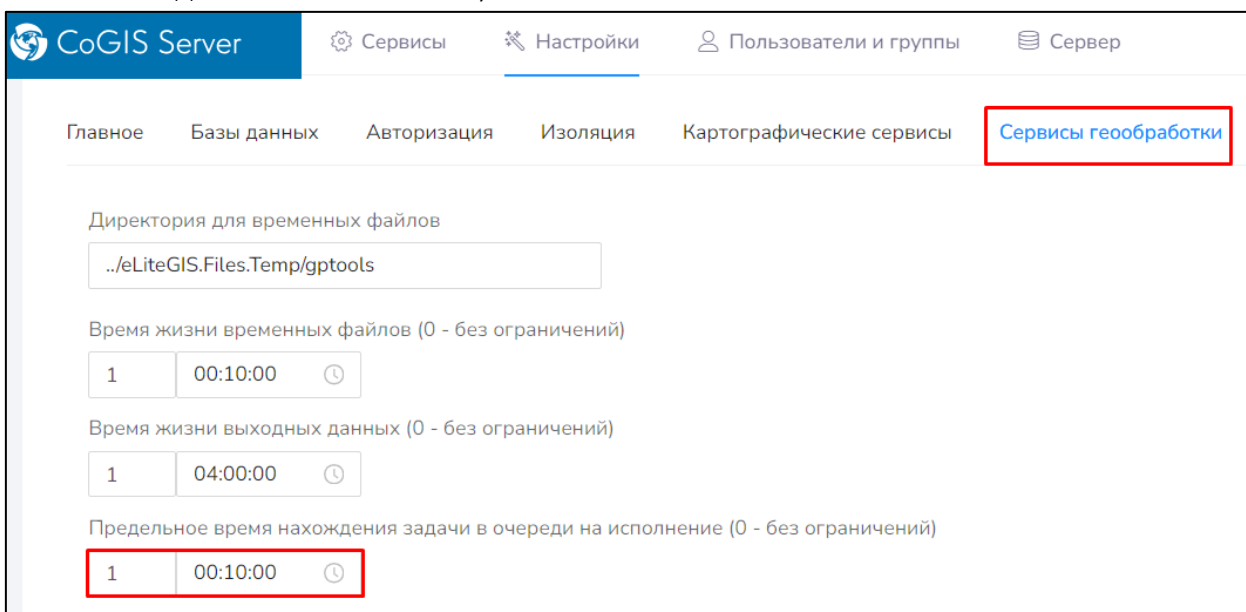 CoGIS Server Сервисы Настройки Пользователи и группы Сервер
Главное Базы данных Авторизация Изоляция Картографические сервисы Сервисы геообработки
Директория для временных файлов
../eLiteGIS.Files.Temp/gptools
Время жизни временных файлов (0 - без ограничений)
1 00:10:00
Время жизни выходных данных (0 - без ограничений)
1 04:00:00
Предельное время нахождения задачи в очереди на исполнение (0 - без ограничений)
1 00:10:00